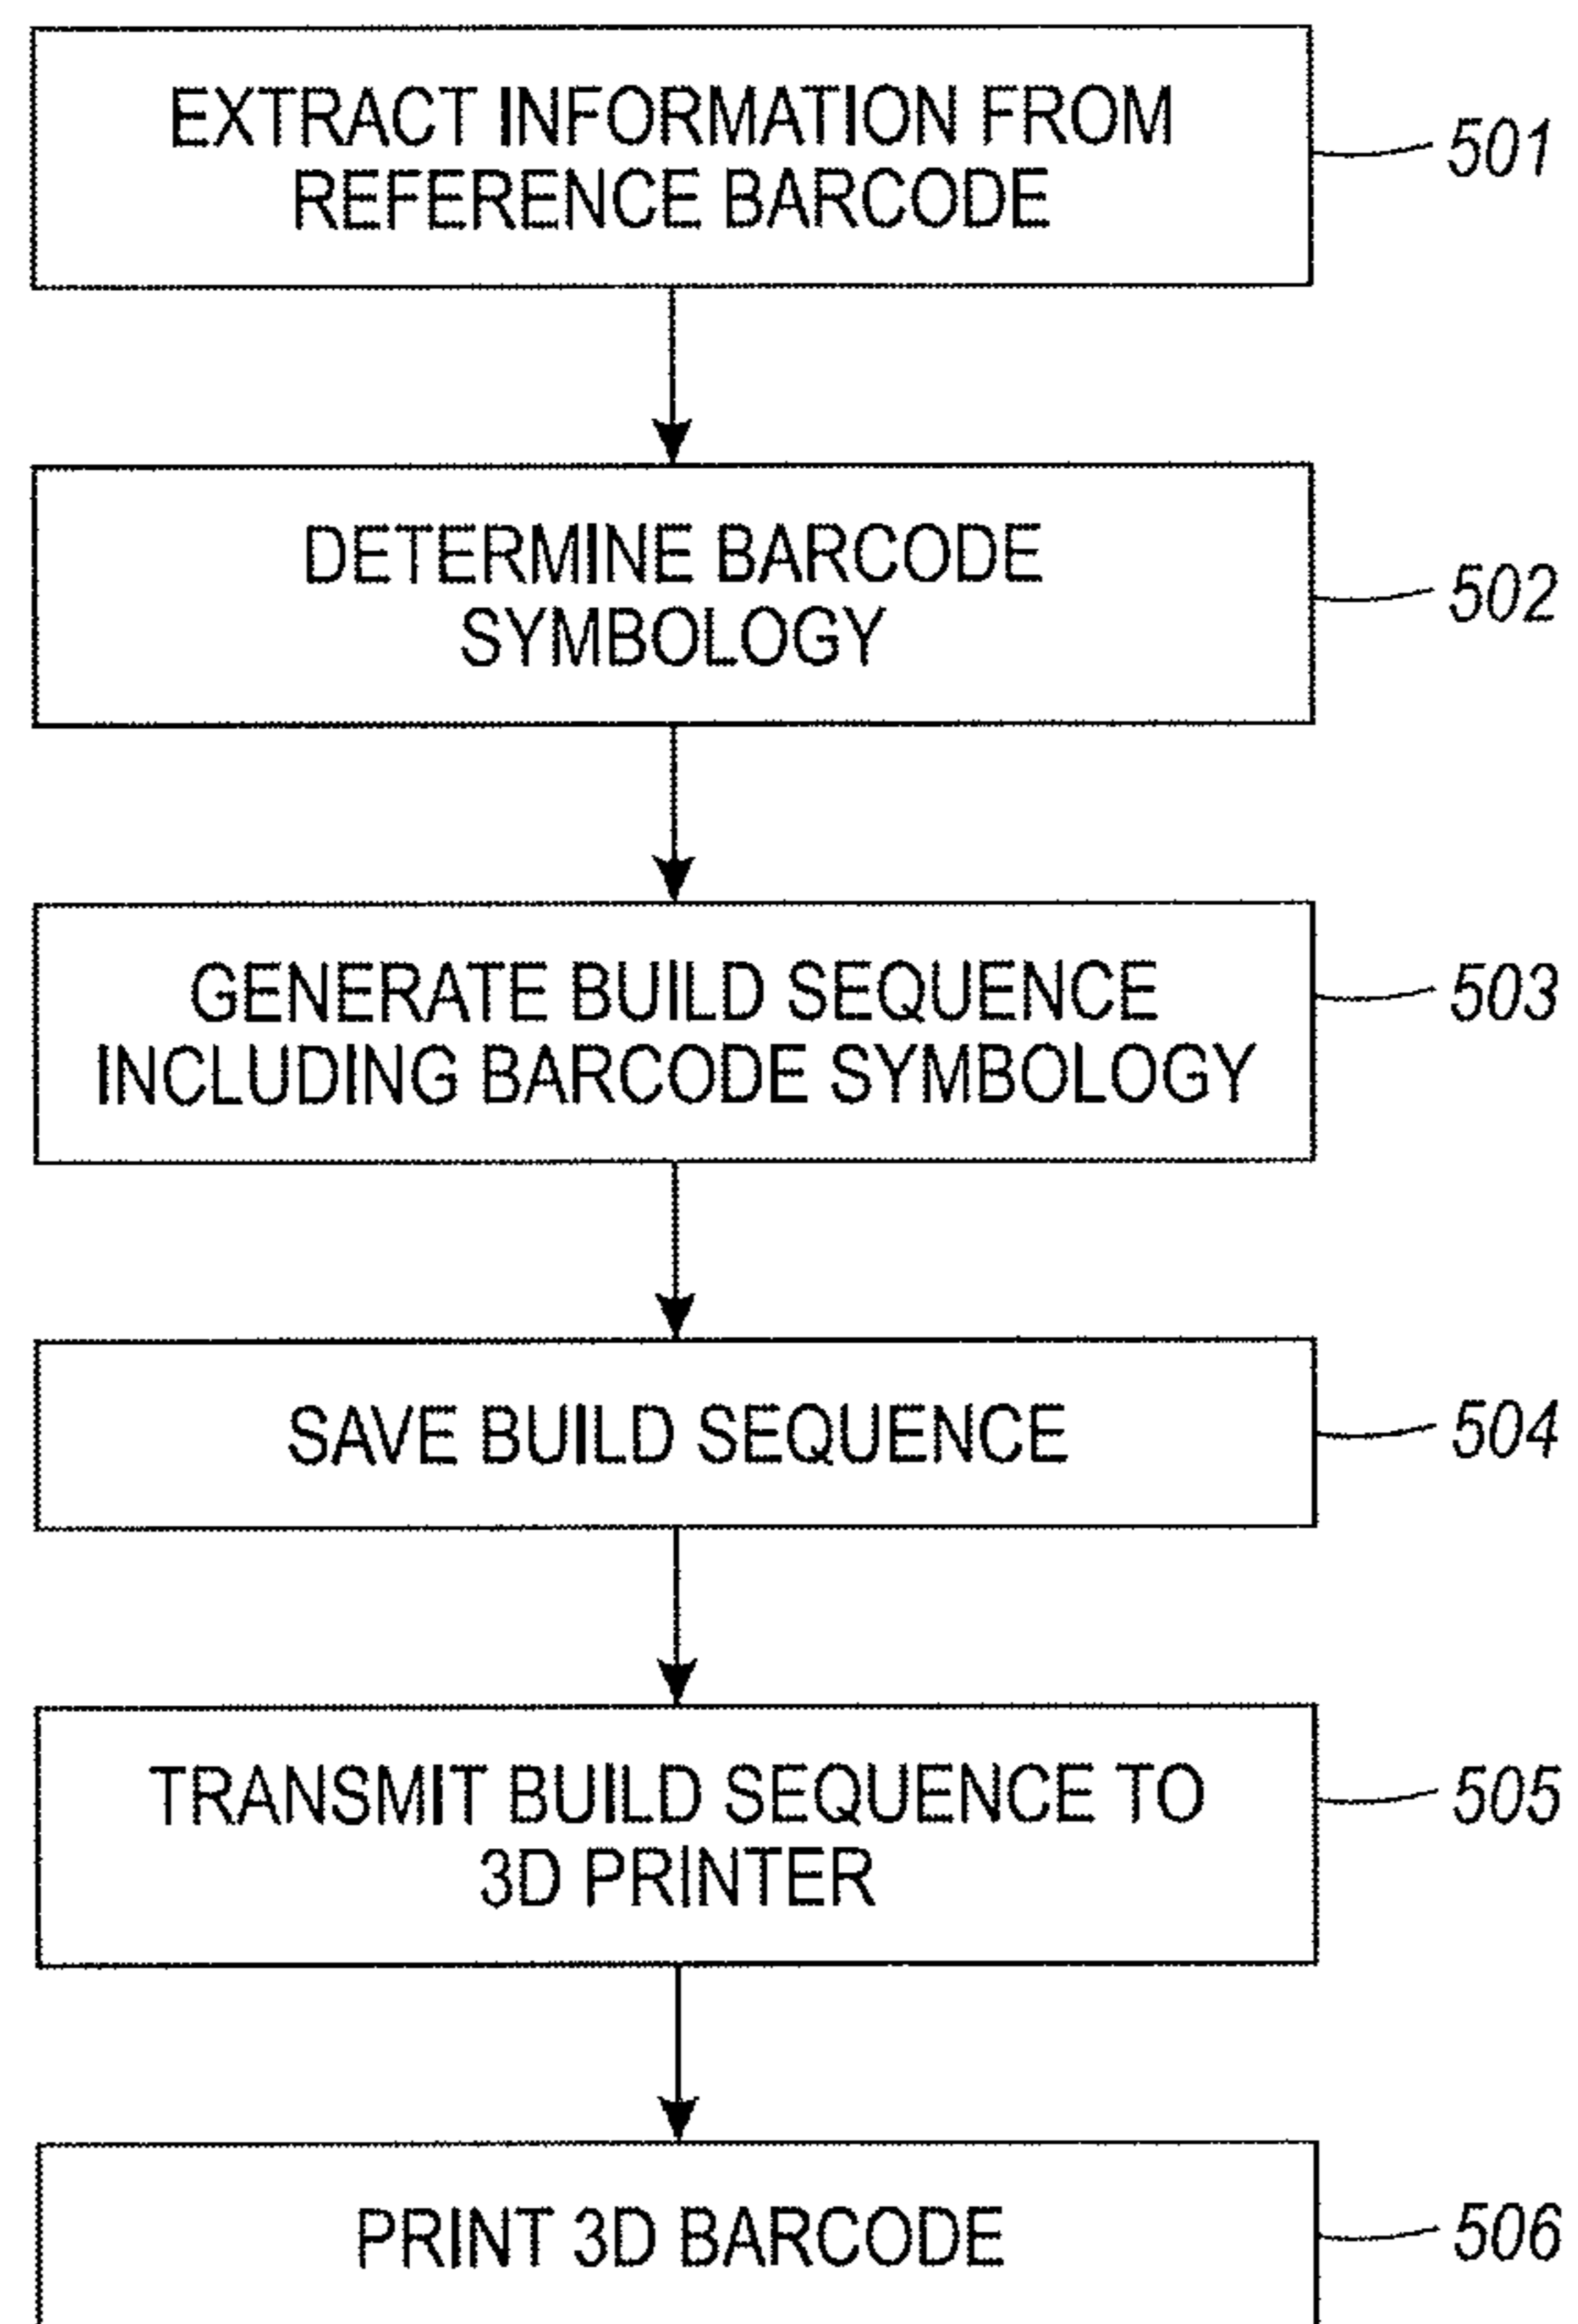 EXTRACT INFORMATION FROM
REFERENCE BARCODE
501
DETERMINE BARCODE
SYMBOLOGY
502
GENERATE BUILD SEQUENCE
INCLUDING BARCODE SYMBOLOGY
503
SAVE BUILD SEQUENCE
504
TRANSMIT BUILD SEQUENCE TO
3D PRINTER
505
PRINT 3D BARCODE
506